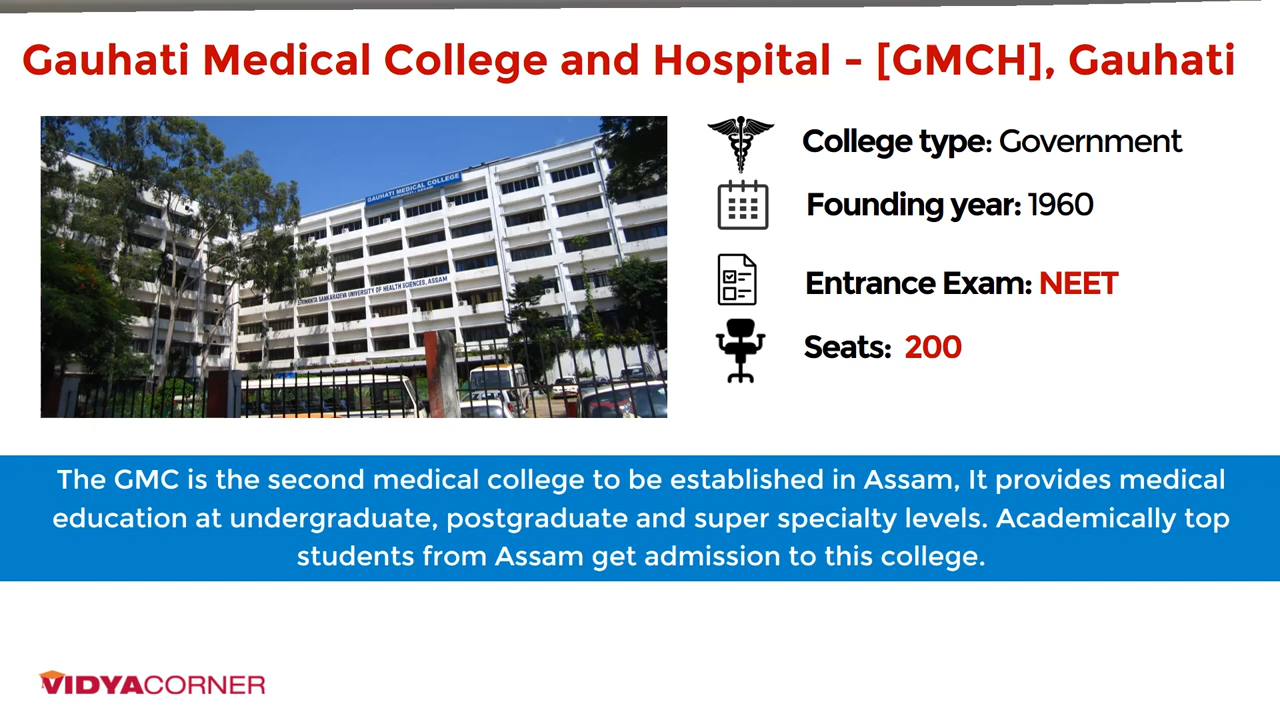 Gauhati Medical College and Hospital - [GMCH], Gauhati
GAUHATI MEDICAL COLLEGE
SRIMANTA SANKARADEVA UNIVERSITY OF HEALTH SCIENCES, ASSAM
College type: Government
Founding year: 1960
Entrance Exam: NEET
Seats: 200
The GMC is the second medical college to be established in Assam, It provides medical
education at undergraduate, postgraduate and super specialty levels. Academically top
students from Assam get admission to this college.
VIDYACORNER